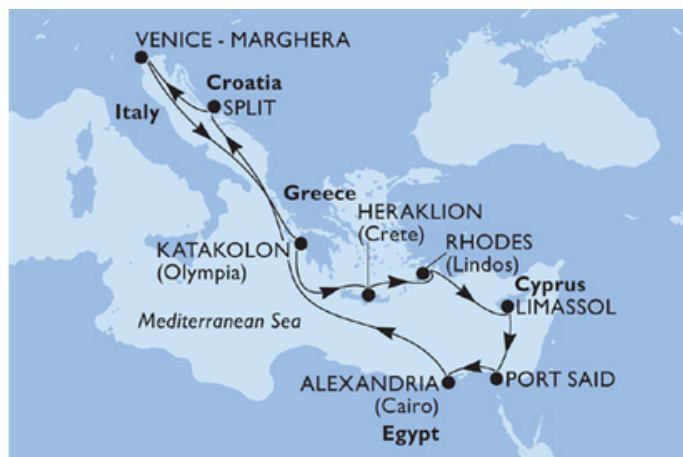 VENICE - MARGHERA
Croatia
SPLIT
Italy
Greece
HERAKLION
(Crete)
KATAKOLON
(Olympia)
RHODES
(Lindos)
Cyprus
LIMASSOL
Mediterranean Sea
ALEXANDRIA
(Cairo)
PORT SAID
Egypt